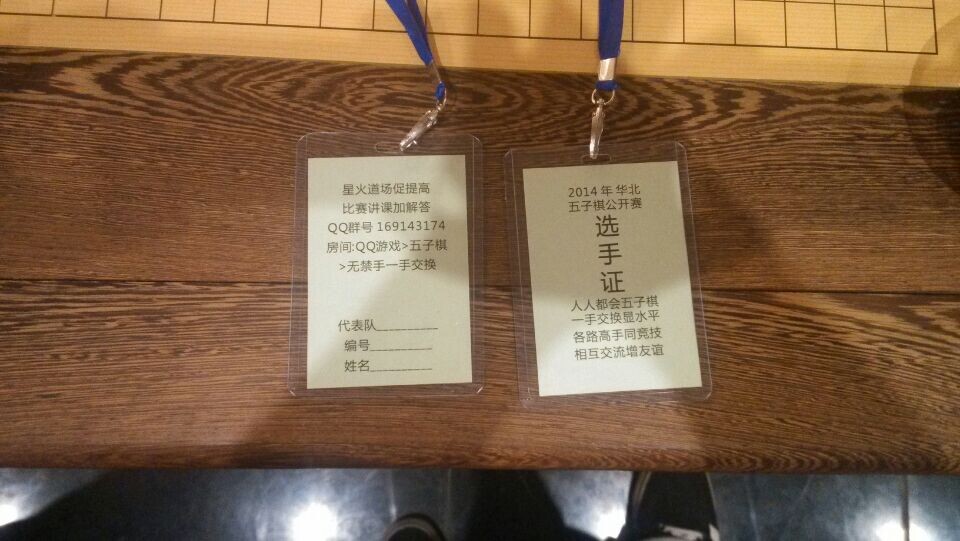 星火道场促提高
比赛讲课加解答
QQ群号 169143174
房间:QQ游戏>五子棋
>无禁手一手交换
代表队_________
编号_________
姓名_________
2014 年 华北
五子棋公开赛
选
手
证
人人都会五子棋
一手交换显水平
各路高手同竞技
相互交流增友谊